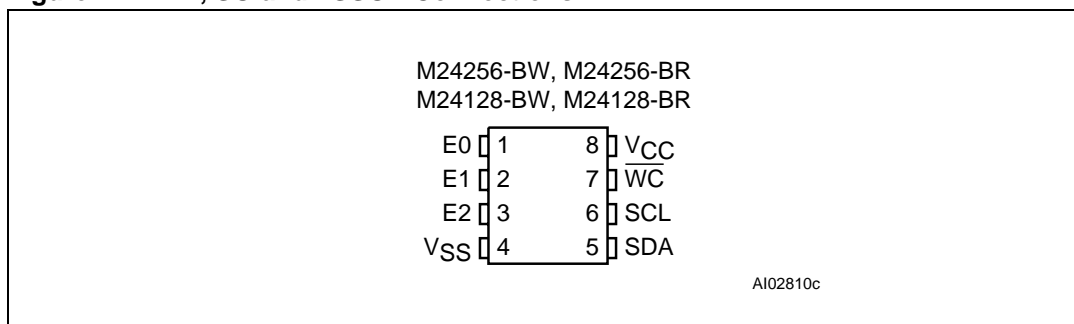 M24256-BW, M24256-BR
M24128-BW, M24128-BR
E0 1 8 VCC
E1 2 7 W̅C̅
E2 3 6 SCL
VSS 4 5 SDA
AI02810c